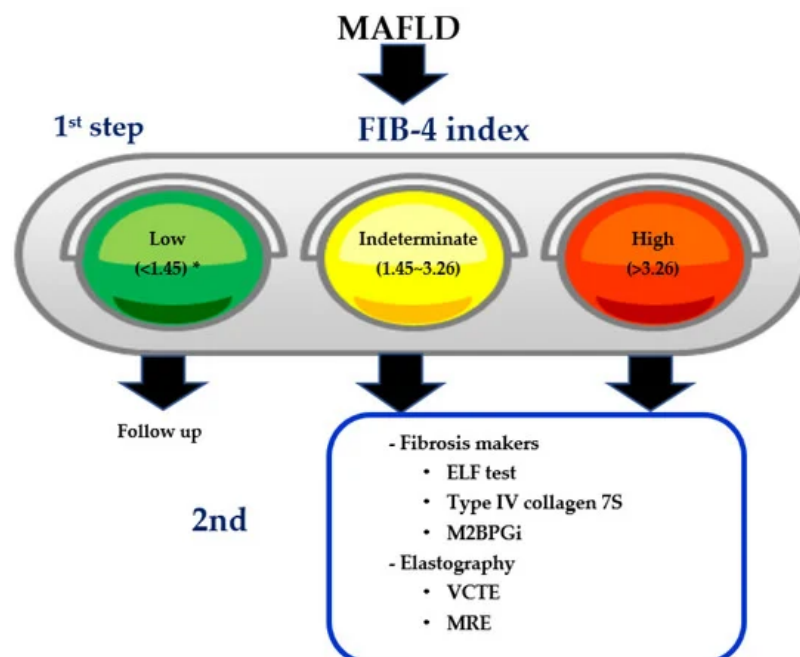 MAFLD
1st step
FIB-4 index
Low
(<1.45) *
Indeterminate
(1.45~3.26)
High
(>3.26)
Follow up
2nd
- Fibrosis makers
• ELF test
• Type IV collagen 7S
• M2BPGi
- Elastography
• VCTE
• MRE